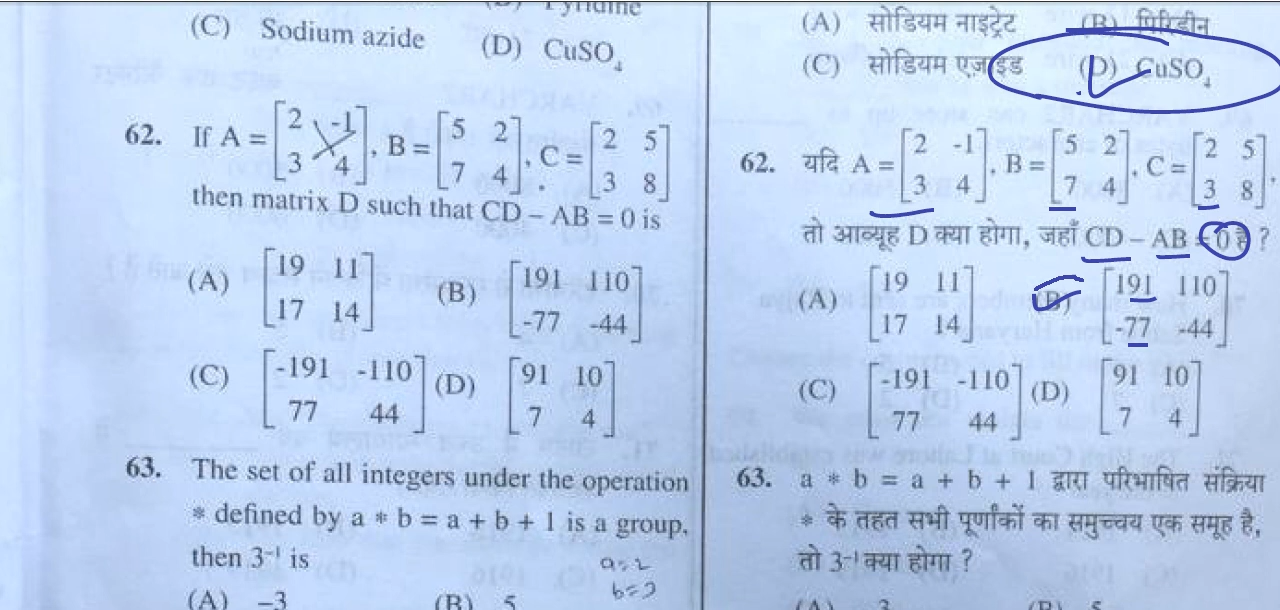 (C) Sodium azide (D) CuSO₄
62. If A = [2 -1; 3 4], B = [5 2; 7 4], C = [2 5; 3 8]
then matrix D such that CD – AB = 0 is
(A) [19 11; 17 14] (B) [191 110; -77 -44]
(C) [-191 -110; 77 44] (D) [91 10; 7 4]
63. The set of all integers under the operation
* defined by a * b = a + b + 1 is a group,
then 3⁻¹ is
a=2
(A) –3 (B) 5
(A) सोडियम नाइट्रेट (B) पिरिडीन
(C) सोडियम एज़ाइड (D) CuSO₄
62. यदि A = [2 -1; 3 4], B = [5 2; 7 4], C = [2 5; 3 8],
तो आव्यूह D क्या होगा, जहाँ CD – AB = 0 है ?
(A) [19 11; 17 14] (B) [191 110; -77 -44]
(C) [-191 -110; 77 44] (D) [91 10; 7 4]
63. a * b = a + b + 1 द्वारा परिभाषित संक्रिया
* के तहत सभी पूर्णांकों का समुच्चय एक समूह है,
तो 3⁻¹ क्या होगा ?